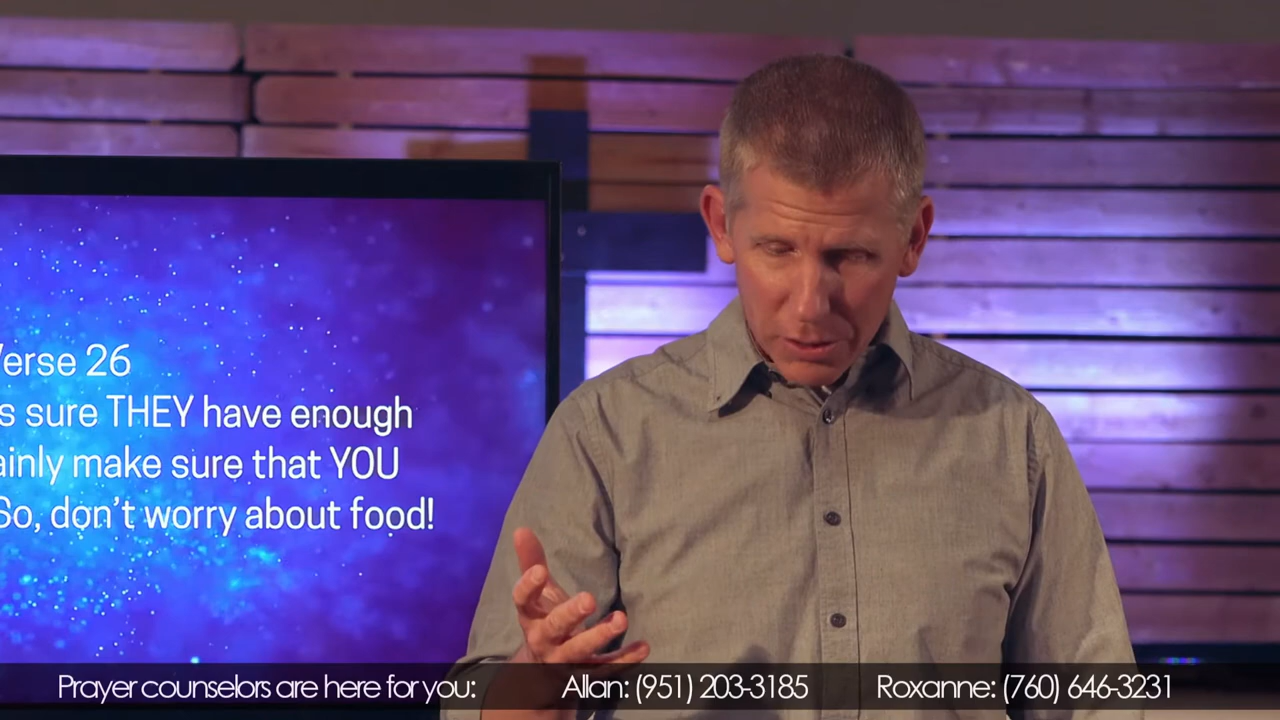 Verse 26
s sure THEY have enough
ainly make sure that YOU
So, don't worry about food!
Prayer counselors are here for you: Allan: (951) 203-3185 Roxanne: (760) 646-3231